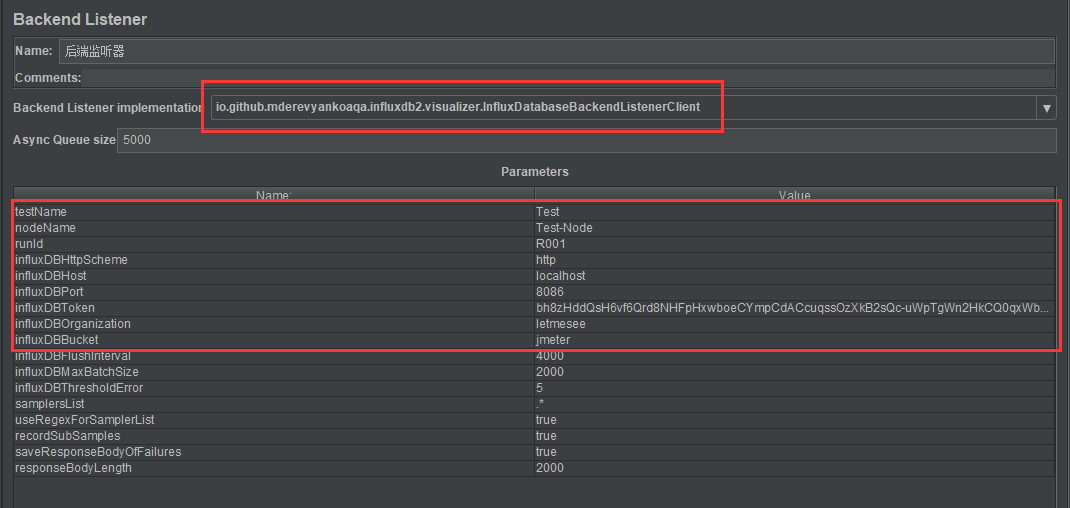 Backend Listener
Name: 后端监听器
Comments:
Backend Listener implementation io.github.mderevyankoaqa.influxdb2.visualizer.InfluxDatabaseBackendListenerClient
Async Queue size 5000
Parameters
Name: Value
testName Test
nodeName Test-Node
runId R001
influxDBHttpScheme http
influxDBHost localhost
influxDBPort 8086
influxDBToken bh8zHddQsH6vf6Qrd8NHFpHxwboeCYmpCdACcuqssOzXkB2sQc-uWpTgWn2HkCQ0qxWb...
influxDBOrganization letmesee
influxDBBucket jmeter
influxDBFlushInterval 4000
influxDBMaxBatchSize 2000
influxDBThresholdError 5
samplersList .*
useRegexForSamplerList true
recordSubSamples true
saveResponseBodyOfFailures true
responseBodyLength 2000